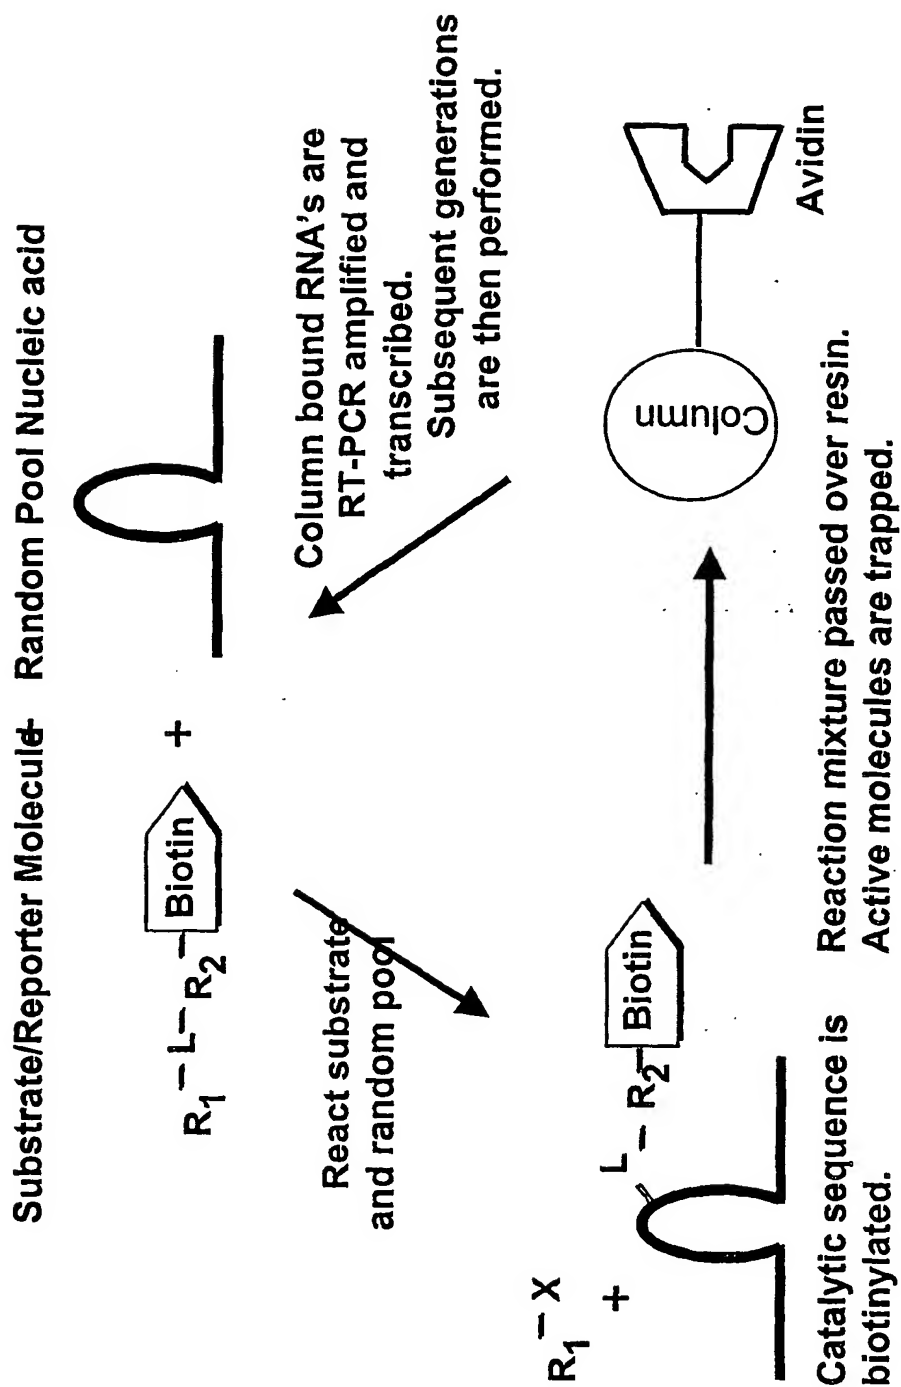 Substrate/Reporter Molecule+ Random Pool Nucleic acid
R1 – L – R2 – Biotin +
React substrate
and random pool
Column bound RNA's are
RT-PCR amplified and
transcribed.
Subsequent generations
are then performed.
R1 – X
+
L – R2 – Biotin
Catalytic sequence is
biotinylated.
Column
Avidin
Reaction mixture passed over resin.
Active molecules are trapped.